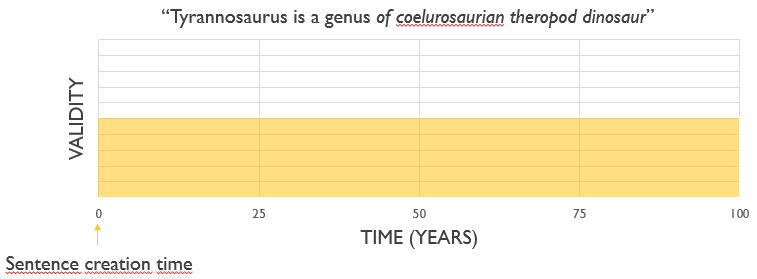 “Tyrannosaurus is a genus of coelurosaurian theropod dinosaur”
VALIDITY
0 25 50 75 100
TIME (YEARS)
Sentence creation time